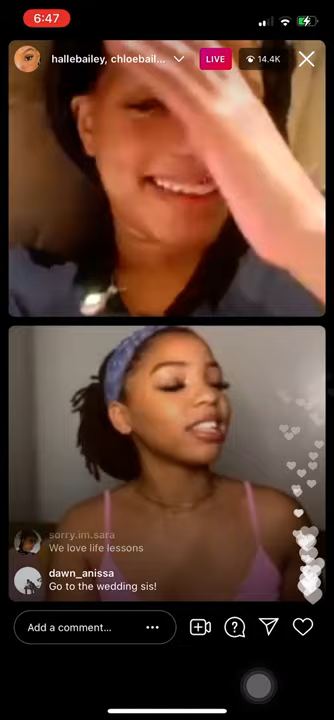 6:47
hallebailey, chloebail...
LIVE
14.4K
sorry.im.sara
We love life lessons
dawn_anissa
Go to the wedding sis!
Add a comment...